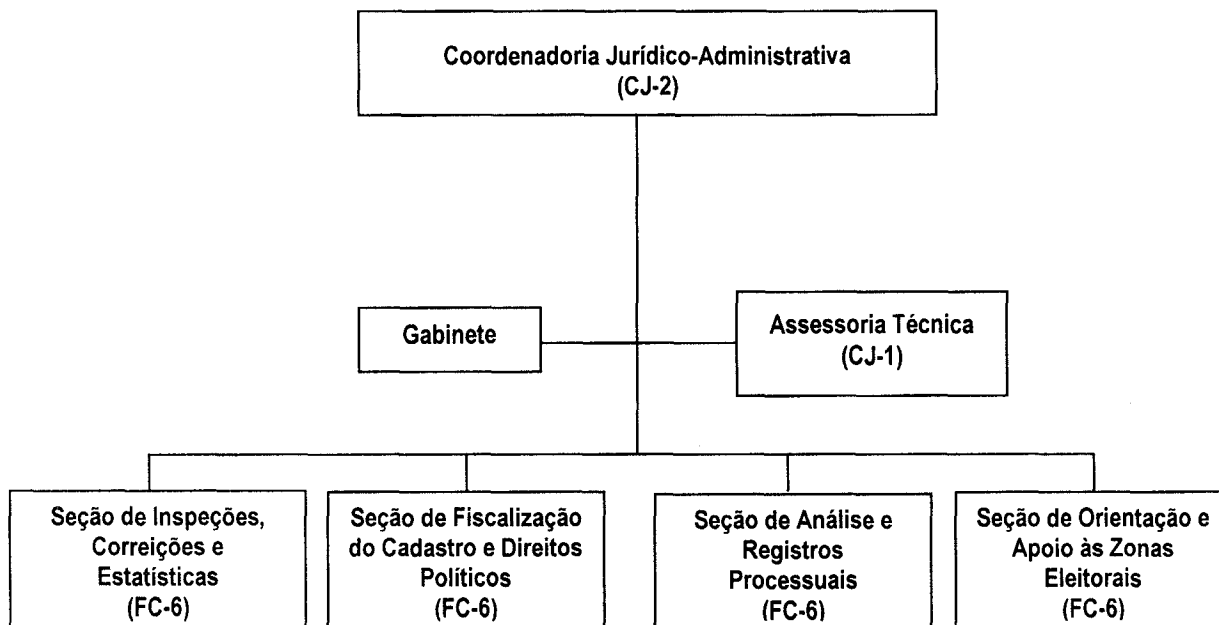 Coordenadoria Jurídico-Administrativa
(CJ-2)
Gabinete
Assessoria Técnica
(CJ-1)
Seção de Inspeções,
Correições e
Estatísticas
(FC-6)
Seção de Fiscalização
do Cadastro e Direitos
Políticos
(FC-6)
Seção de Análise e
Registros
Processuais
(FC-6)
Seção de Orientação e
Apoio às Zonas
Eleitorais
(FC-6)